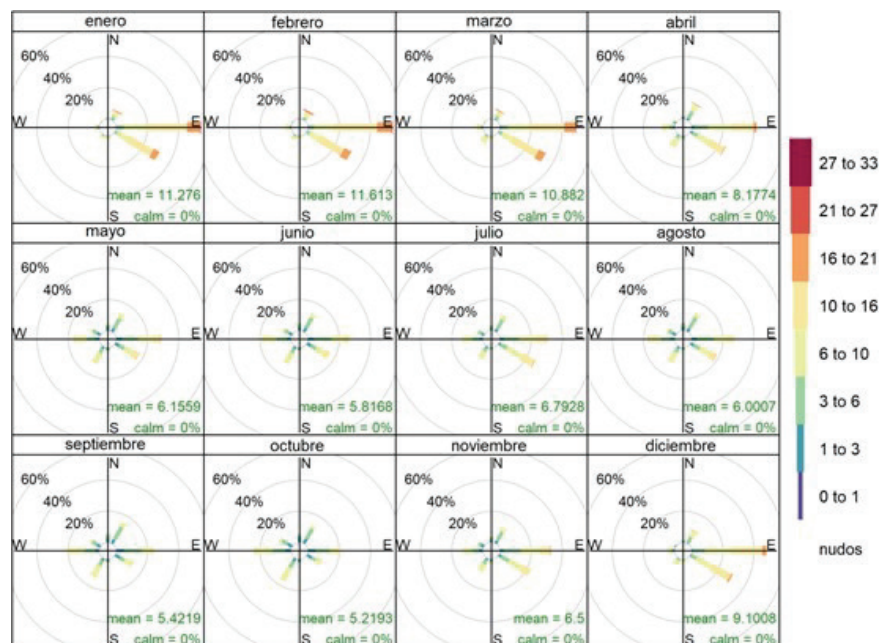 enero
N
60%
40%
20%
W
E
mean = 11.276
S
calm = 0%
febrero
N
60%
40%
20%
W
E
mean = 11.613
S
calm = 0%
marzo
N
60%
40%
20%
W
E
mean = 10.882
S
calm = 0%
abril
N
60%
40%
20%
W
E
mean = 8.1774
S
calm = 0%
mayo
N
60%
40%
20%
W
E
mean = 6.1559
S
calm = 0%
junio
N
60%
40%
20%
W
E
mean = 5.8168
S
calm = 0%
julio
N
60%
40%
20%
W
E
mean = 6.7928
S
calm = 0%
agosto
N
60%
40%
20%
W
E
mean = 6.0007
S
calm = 0%
septiembre
N
60%
40%
20%
W
E
mean = 5.4219
S
calm = 0%
octubre
N
60%
40%
20%
W
E
mean = 5.2193
S
calm = 0%
noviembre
N
60%
40%
20%
W
E
mean = 6.5
S
calm = 0%
diciembre
N
60%
40%
20%
W
E
mean = 9.1008
S
calm = 0%
27 to 33
21 to 27
16 to 21
10 to 16
6 to 10
3 to 6
1 to 3
0 to 1
nudos